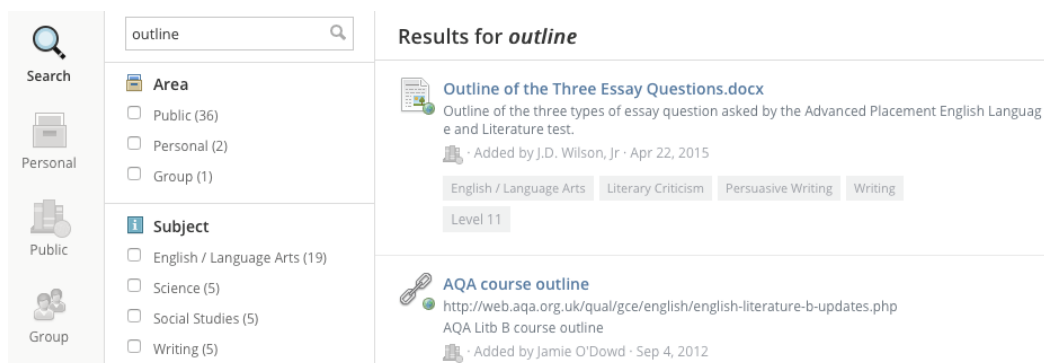 Search
Personal
Public
Group
outline
Area
Public (36)
Personal (2)
Group (1)
Subject
English / Language Arts (19)
Science (5)
Social Studies (5)
Writing (5)
Results for outline
Outline of the Three Essay Questions.docx
Outline of the three types of essay question asked by the Advanced Placement English Languag
e and Literature test.
· Added by J.D. Wilson, Jr · Apr 22, 2015
English / Language Arts Literary Criticism Persuasive Writing Writing
Level 11
AQA course outline
http://web.aqa.org.uk/qual/gce/english/english-literature-b-updates.php
AQA Litb B course outline
· Added by Jamie O'Dowd · Sep 4, 2012